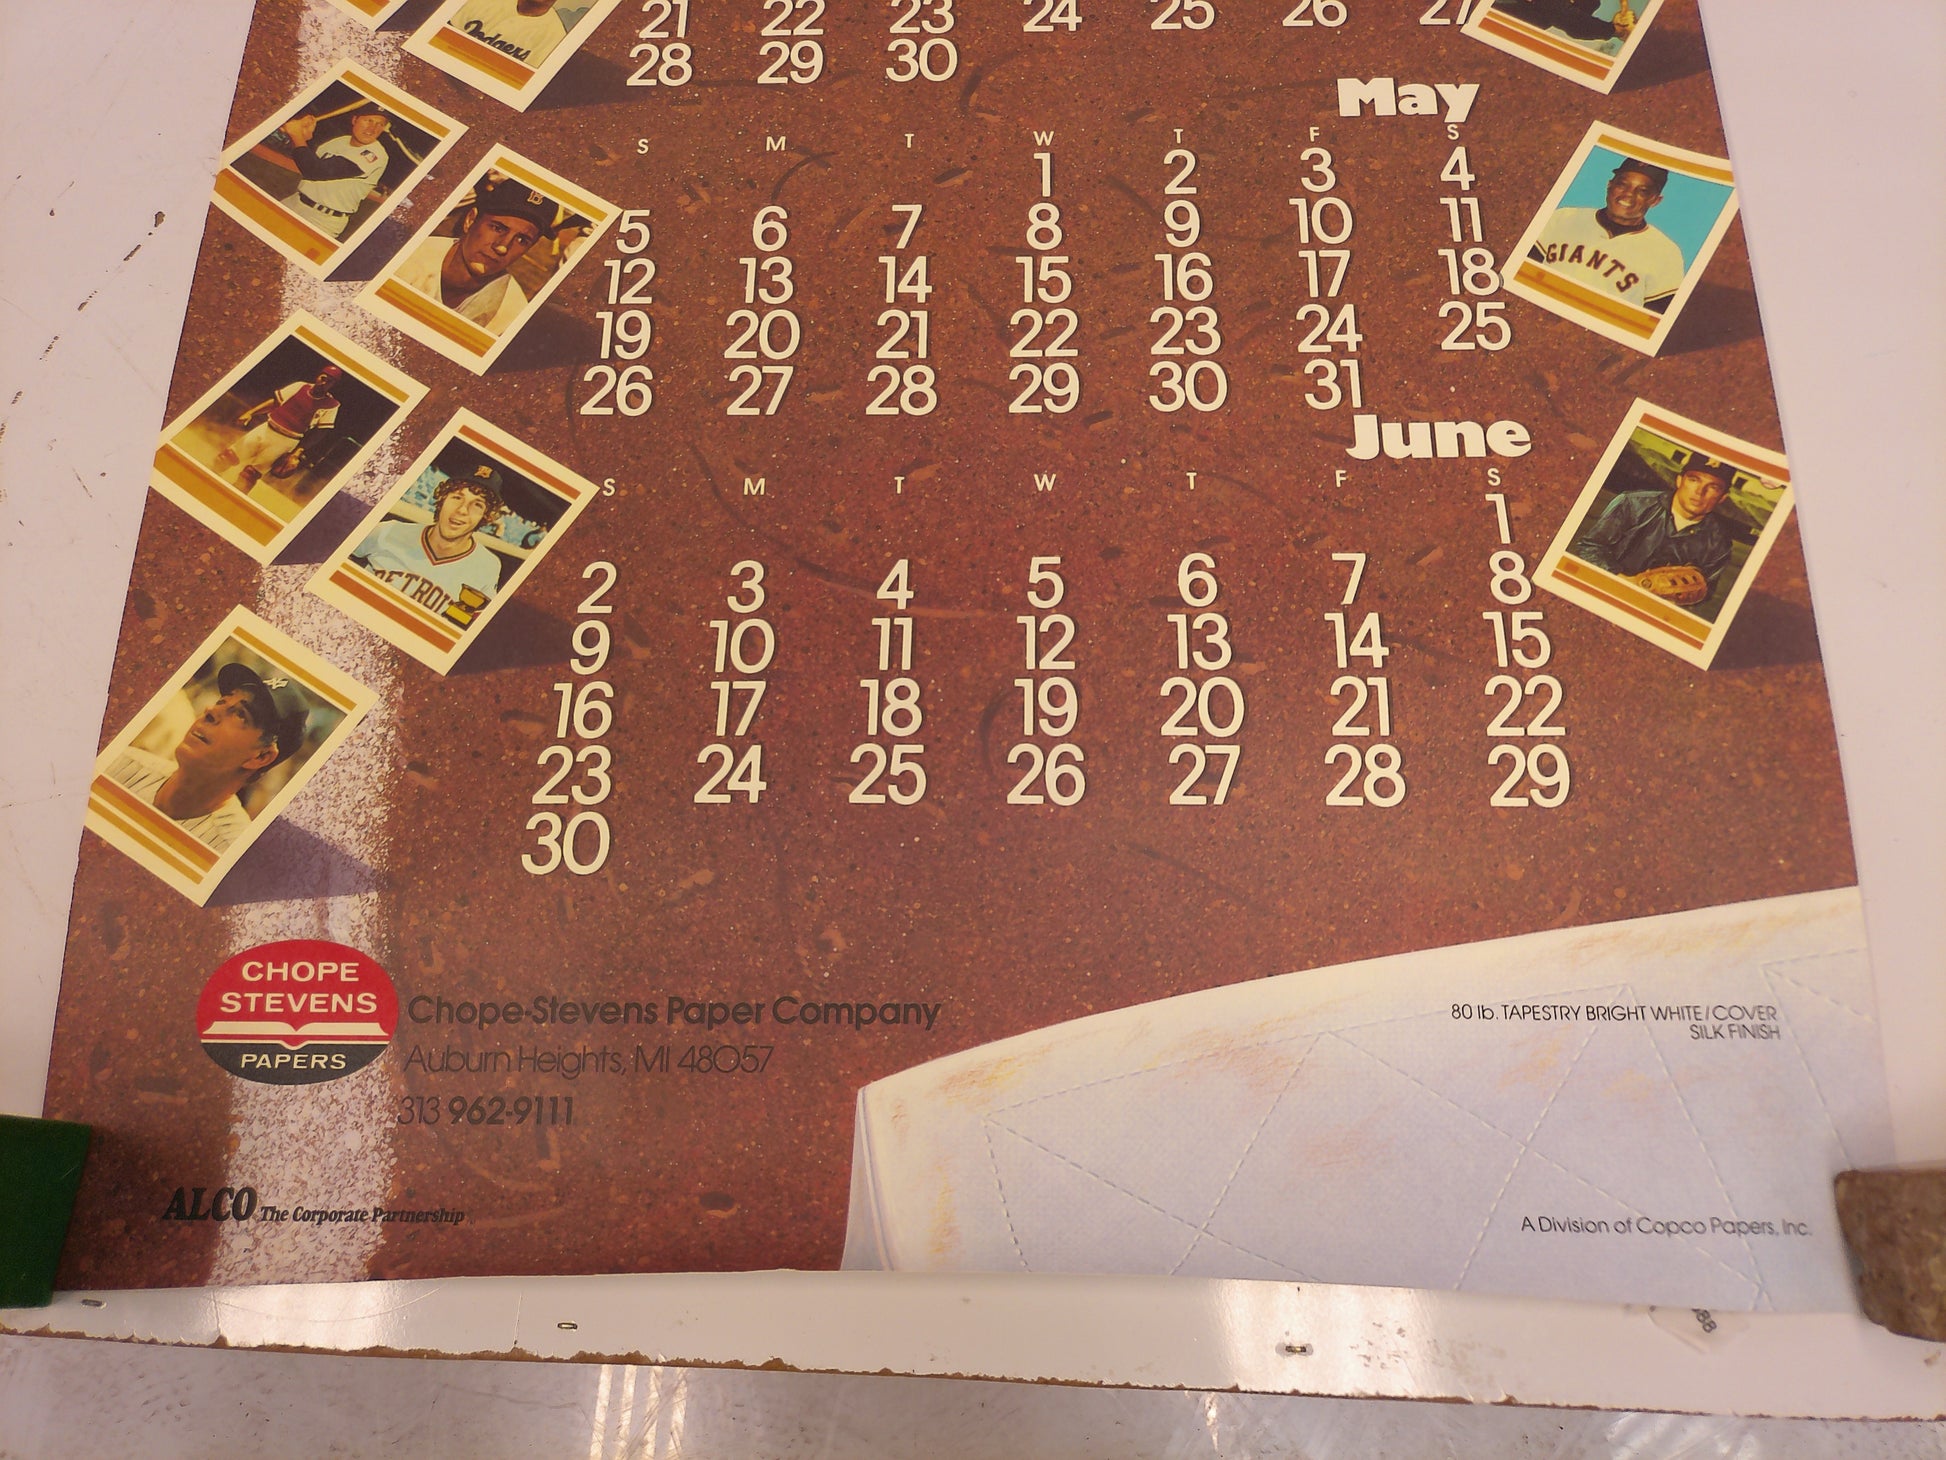 21 22 23 24 25 26 27
28 29 30
Dodgers
May
S M T W T F S
1 2 3 4
5 6 7 8 9 10 11
12 13 14 15 16 17 18
19 20 21 22 23 24 25
26 27 28 29 30 31
B
GIANTS
June
S M T W T F S
1
2 3 4 5 6 7 8
9 10 11 12 13 14 15
16 17 18 19 20 21 22
23 24 25 26 27 28 29
30
DETROIT
CHOPE
STEVENS
PAPERS
Chope-Stevens Paper Company
Auburn Heights, MI 48057
313 962-9111
80 lb. TAPESTRY BRIGHT WHITE/COVER
SILK FINISH
ALCO The Corporate Partnership
A Division of Copco Papers, Inc.